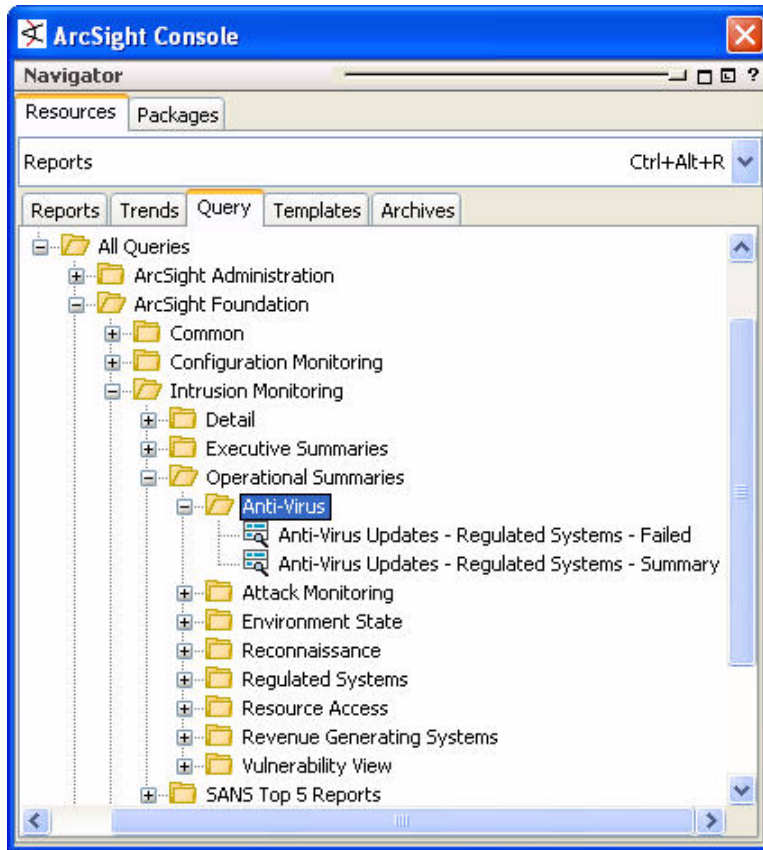 ArcSight Console
Navigator ?
Resources Packages
Reports Ctrl+Alt+R
Reports Trends Query Templates Archives
All Queries
ArcSight Administration
ArcSight Foundation
Common
Configuration Monitoring
Intrusion Monitoring
Detail
Executive Summaries
Operational Summaries
Anti-Virus
Anti-Virus Updates - Regulated Systems - Failed
Anti-Virus Updates - Regulated Systems - Summary
Attack Monitoring
Environment State
Reconnaissance
Regulated Systems
Resource Access
Revenue Generating Systems
Vulnerability View
SANS Top 5 Reports